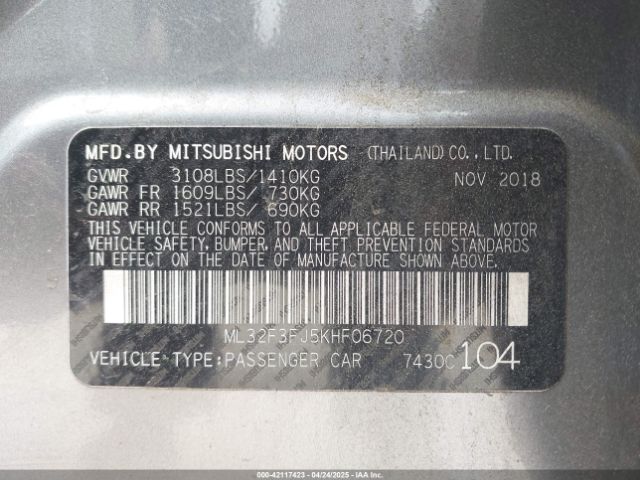 MFD.BY MITSUBISHI MOTORS (THAILAND) CO., LTD.
GVWR 3108LBS/1410KG NOV 2018
GAWR FR 1609LBS/ 730KG
GAWR RR 1521LBS/ 690KG
THIS VEHICLE CONFORMS TO ALL APPLICABLE FEDERAL MOTOR
VEHICLE SAFETY, BUMPER, AND THEFT PREVENTION STANDARDS
IN EFFECT ON THE DATE OF MANUFACTURE SHOWN ABOVE.
ML32F3FJ5KHF06720
VEHICLE TYPE:PASSENGER CAR 7430C 104
000-42117423 - 04/24/2025 - IAA Inc.